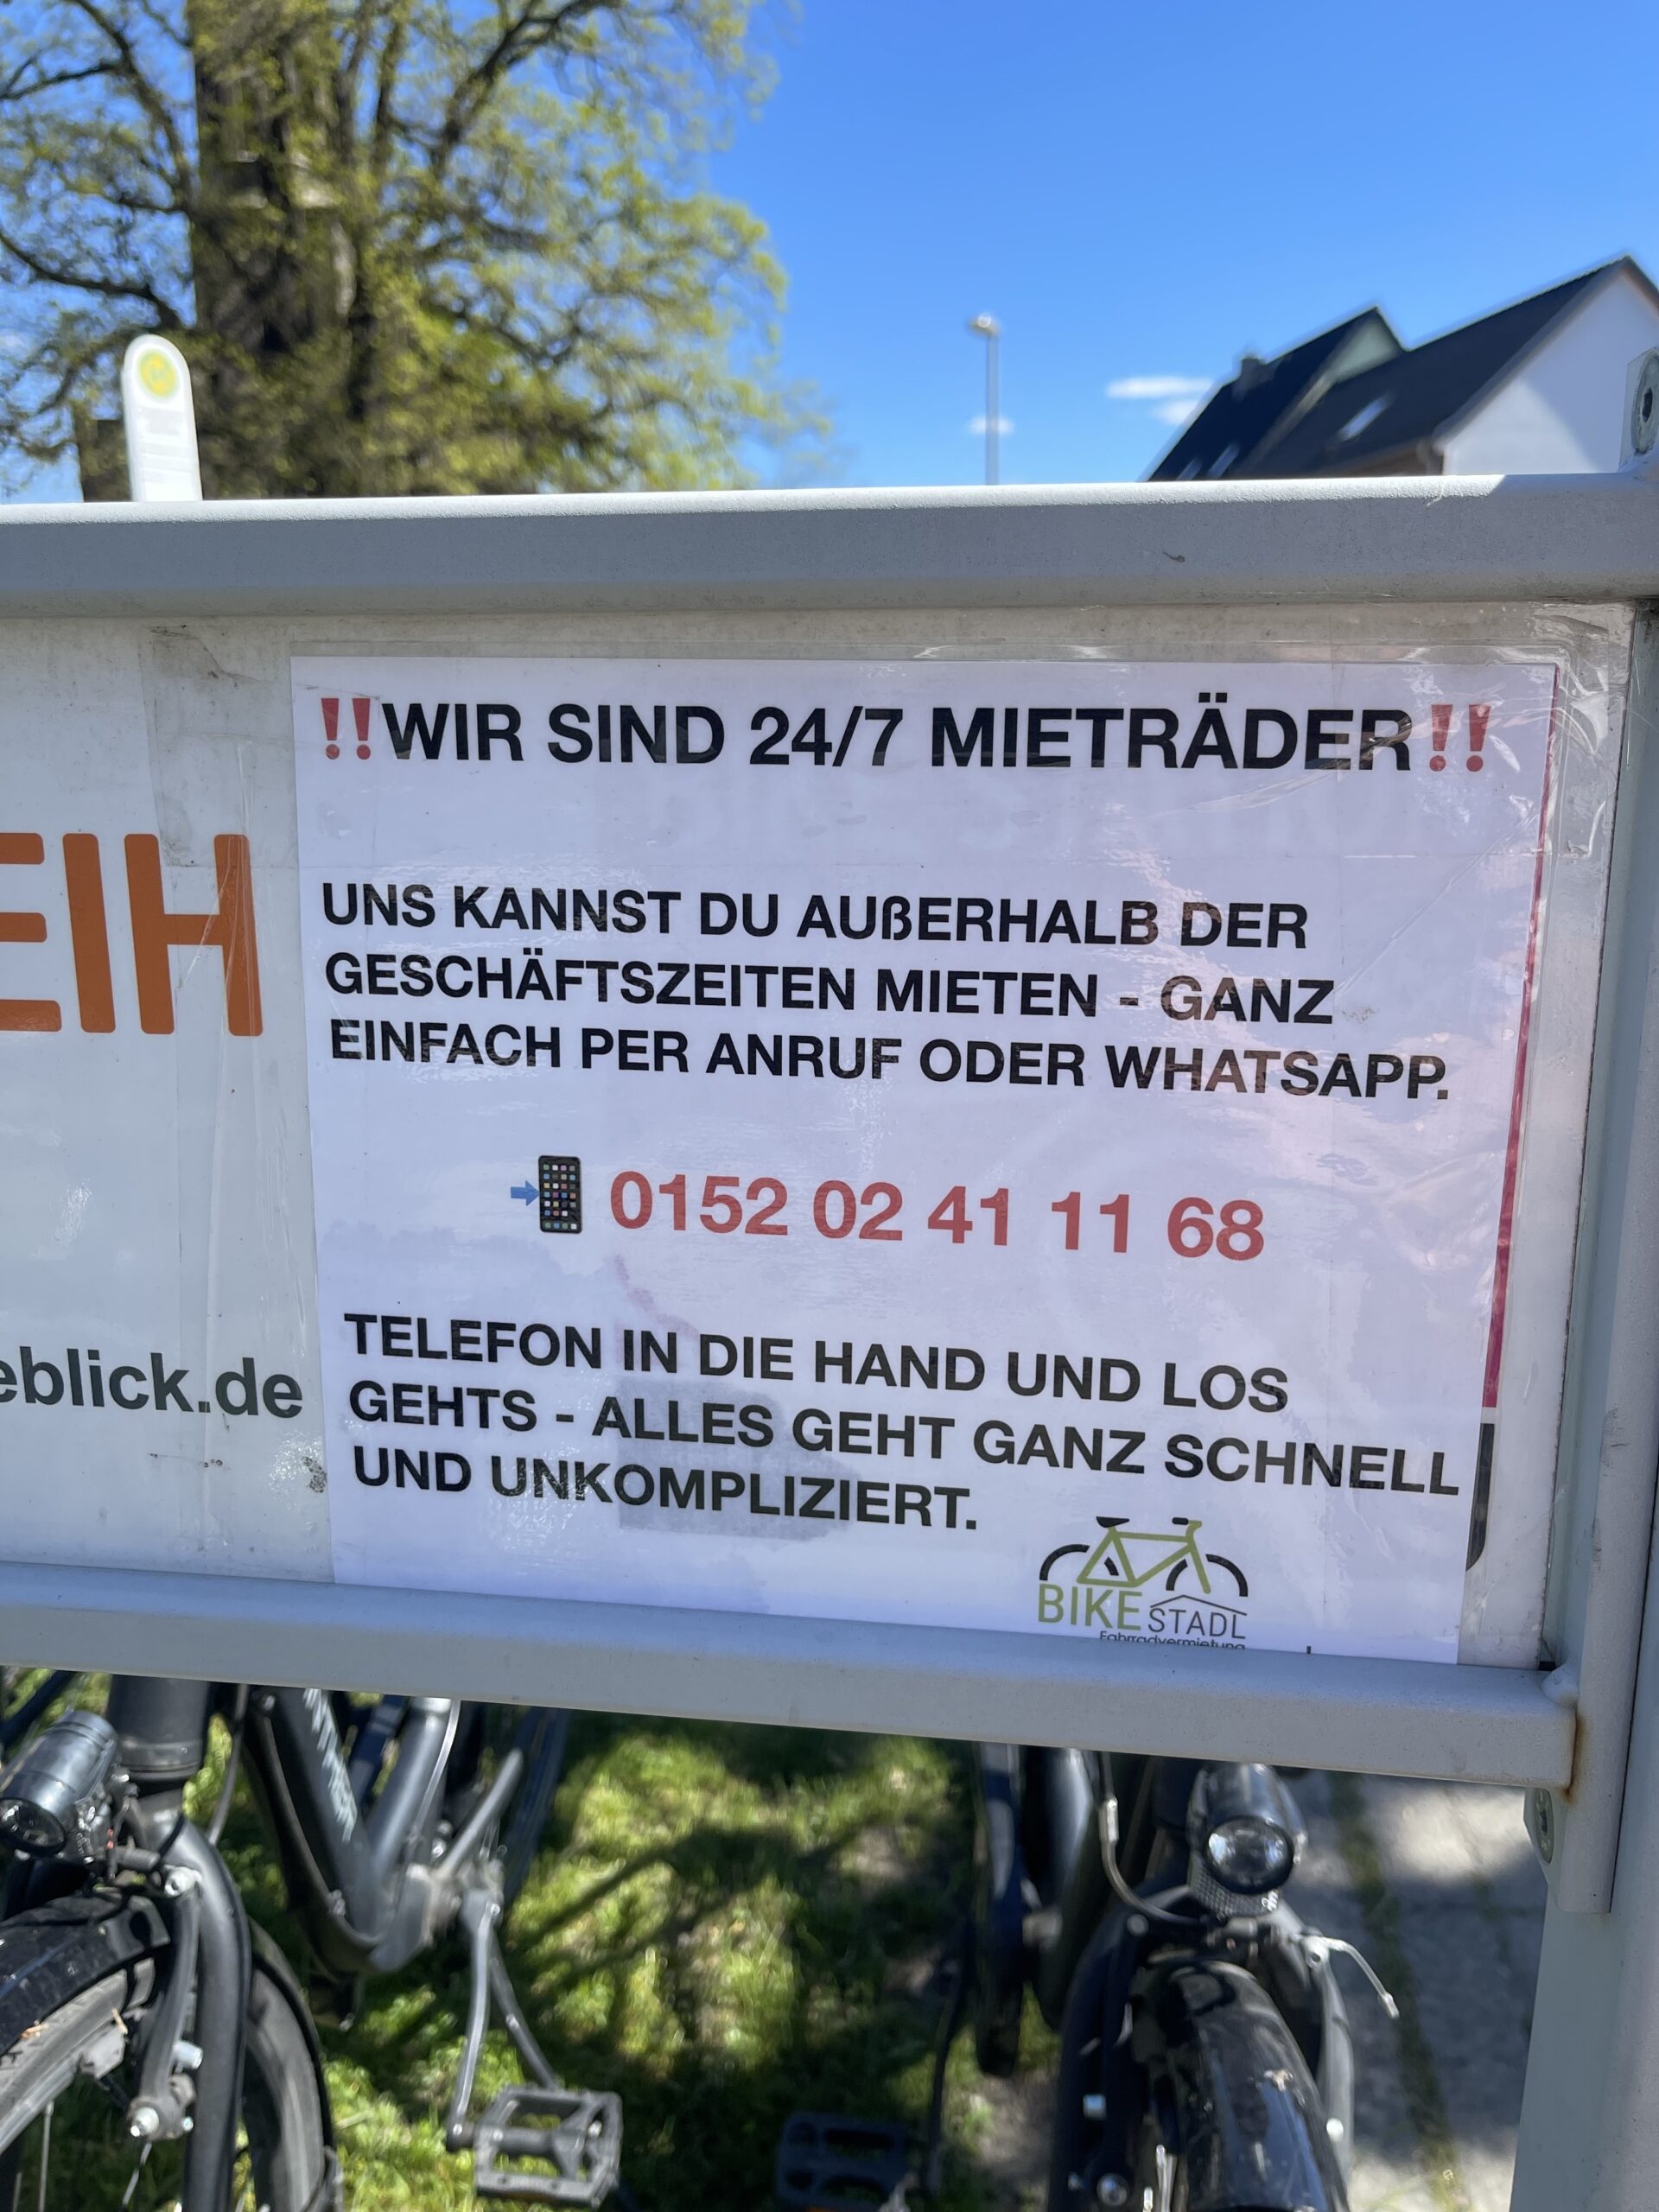 ‼WIR SIND 24/7 MIETRÄDER‼
UNS KANNST DU AUßERHALB DER
GESCHÄFTSZEITEN MIETEN - GANZ
EINFACH PER ANRUF ODER WHATSAPP.
0152 02 41 11 68
TELEFON IN DIE HAND UND LOS
GEHTS - ALLES GEHT GANZ SCHNELL
UND UNKOMPLIZIERT.
BIKE STADL
Fahrradvermietung
EIH
eblick.de